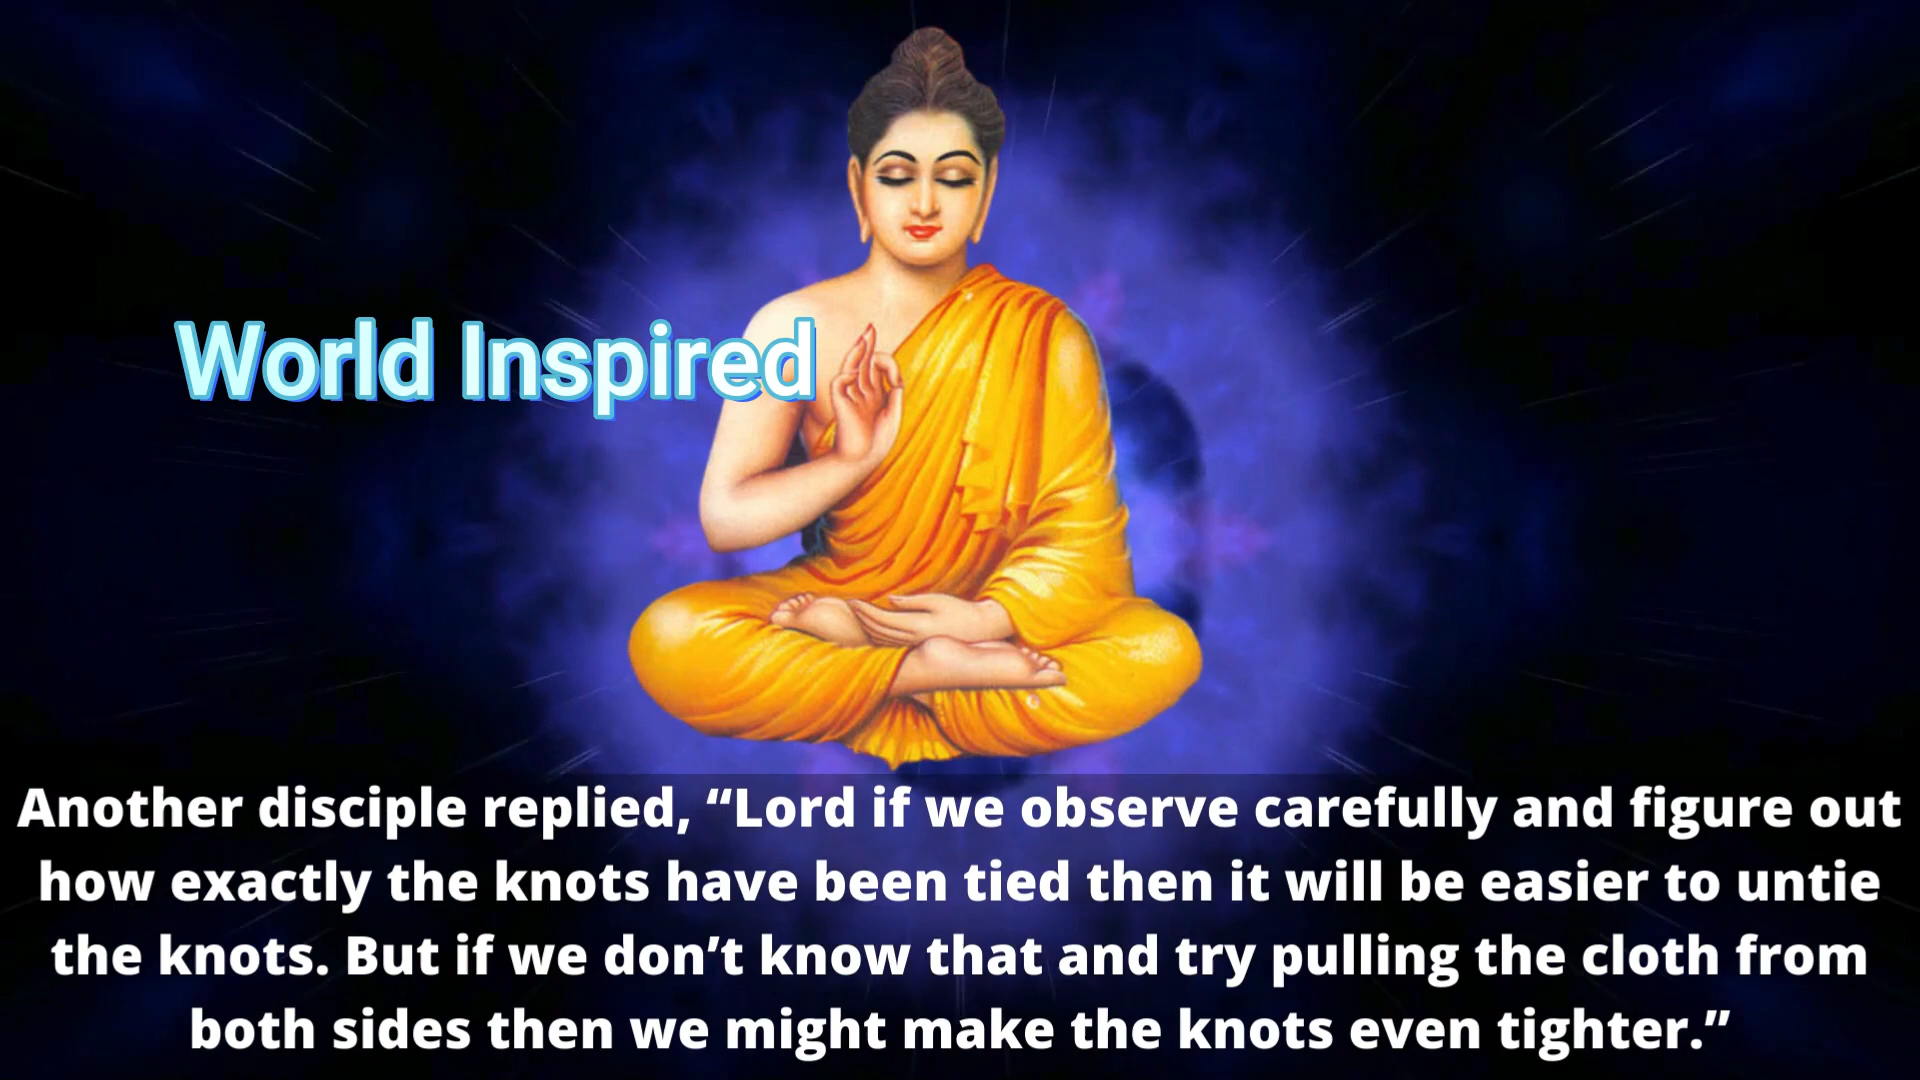 World Inspired
Another disciple replied, “Lord if we observe carefully and figure out
how exactly the knots have been tied then it will be easier to untie
the knots. But if we don’t know that and try pulling the cloth from
both sides then we might make the knots even tighter.”